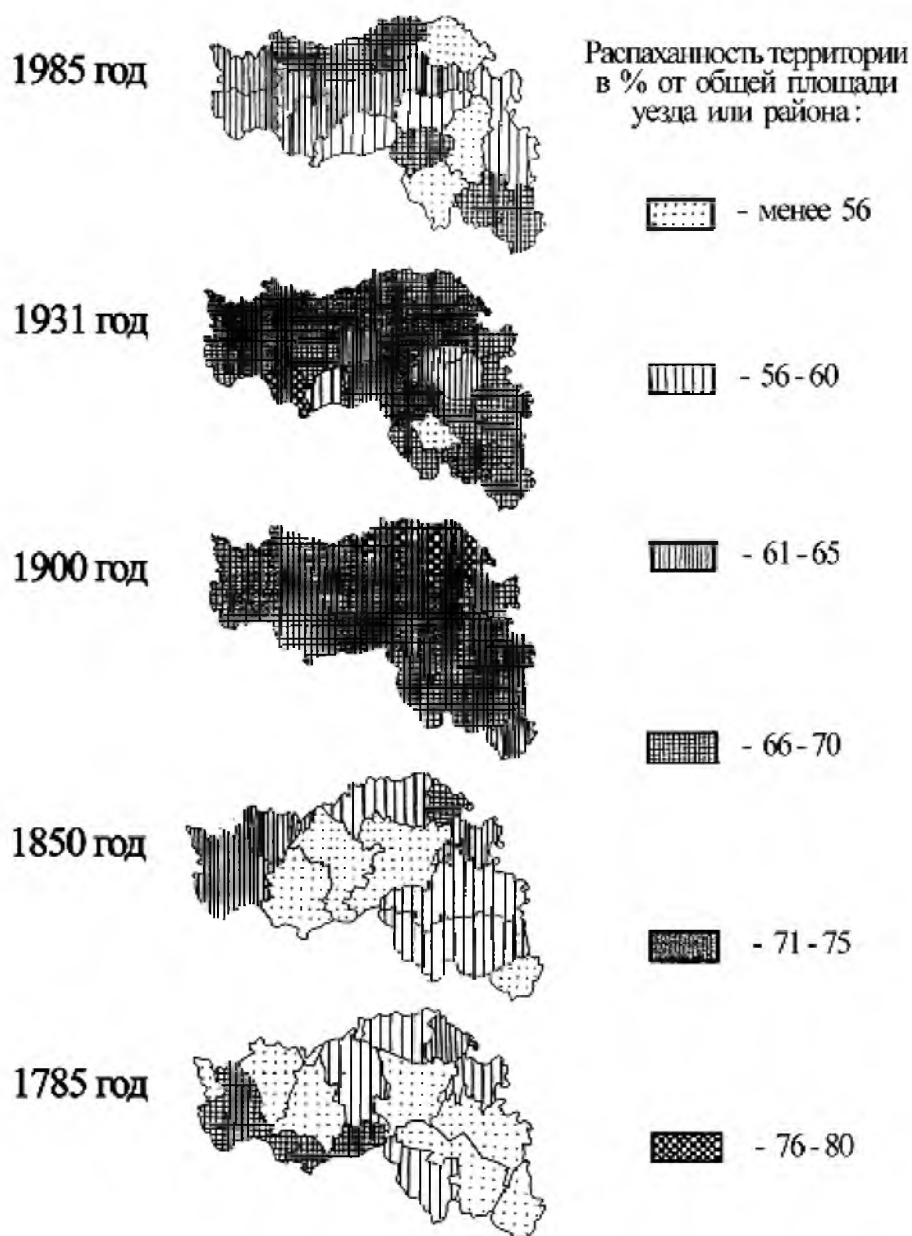 1985 год
1931 год
1900 год
1850 год
1785 год
Распаханность территории
в % от общей площади
уезда или района :
- менее 56
- 56 - 60
- 61 - 65
- 66 - 70
- 71 - 75
- 76 - 80